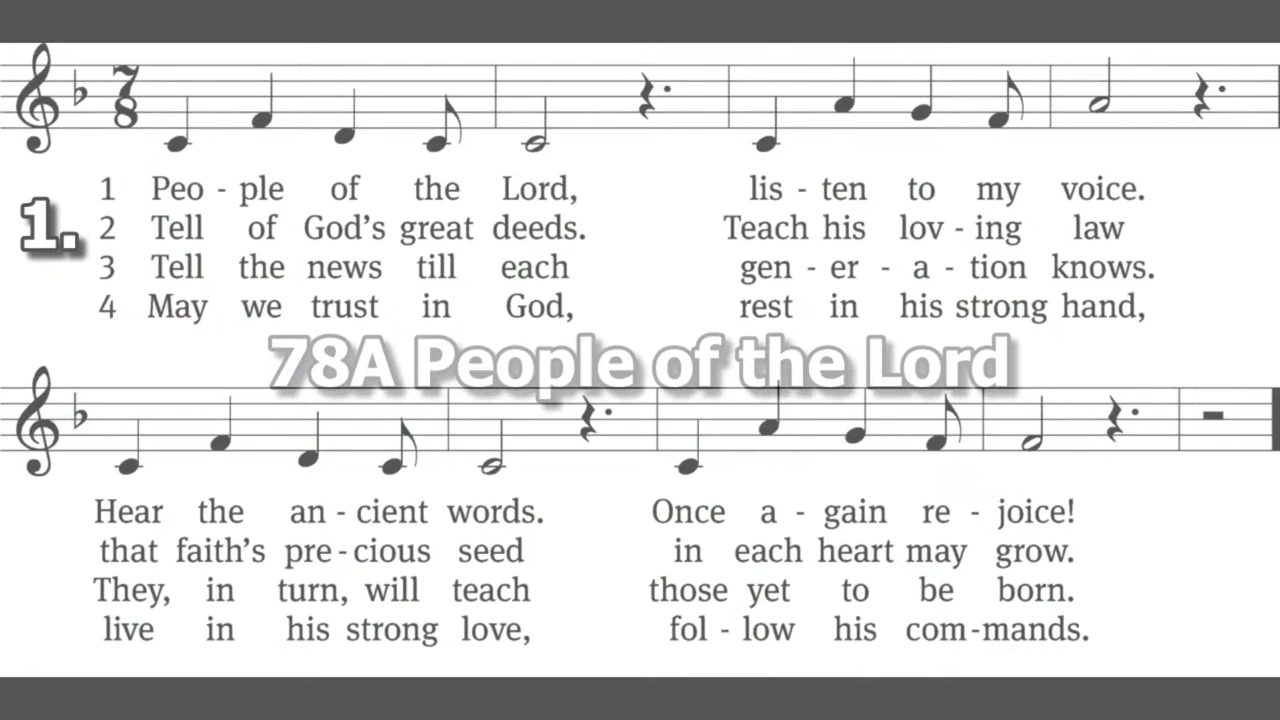 7
8
1 Peo - ple of the Lord, lis - ten to my voice.
1.
2 Tell of God's great deeds. Teach his lov - ing law
3 Tell the news till each gen - er - a - tion knows.
4 May we trust in God, rest in his strong hand,
78A People of the Lord
Hear the an - cient words. Once a - gain re - joice!
that faith's pre - cious seed in each heart may grow.
They, in turn, will teach those yet to be born.
live in his strong love, fol - low his com - mands.